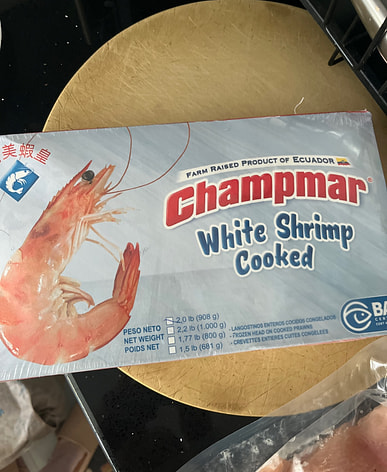 美蝦皇
FARM RAISED PRODUCT OF ECUADOR
Champmar®
White Shrimp
Cooked
PESO NETO
NET WEIGHT
POIDS NET
2,0 lb (908 g)
2,2 lb (1.000 g)
1,77 lb (800 g)
1,5 lb (681 g)
- LANGOSTINOS ENTEROS COCIDOS CONGELADOS
- FROZEN HEAD ON COOKED PRAWNS
- CREVETTES ENTIERES CUITES CONGELEES